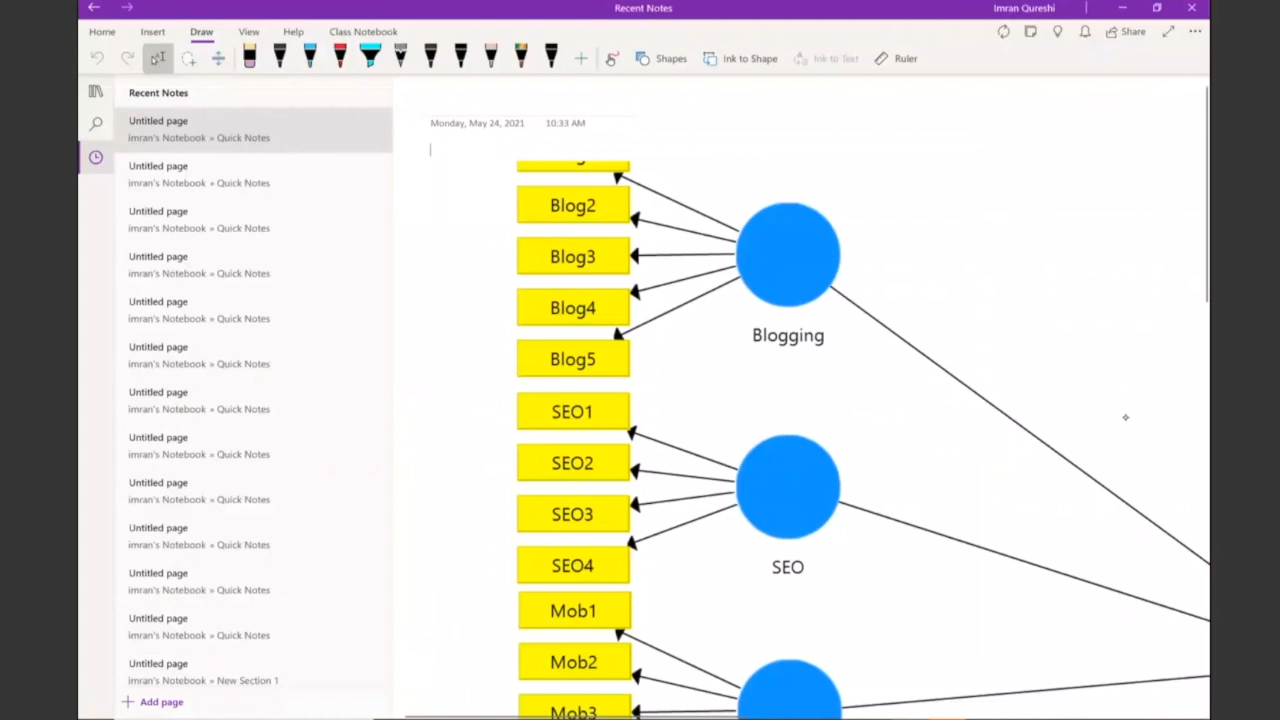 Recent Notes
Imran Qureshi
Home Insert Draw View Help Class Notebook
Share
Shapes Ink to Shape Ink to Text Ruler
Recent Notes
Untitled page
imran's Notebook » Quick Notes
Untitled page
imran's Notebook » Quick Notes
Untitled page
imran's Notebook » Quick Notes
Untitled page
imran's Notebook » Quick Notes
Untitled page
imran's Notebook » Quick Notes
Untitled page
imran's Notebook » Quick Notes
Untitled page
imran's Notebook » Quick Notes
Untitled page
imran's Notebook » Quick Notes
Untitled page
imran's Notebook » Quick Notes
Untitled page
imran's Notebook » Quick Notes
Untitled page
imran's Notebook » Quick Notes
Untitled page
imran's Notebook » Quick Notes
Untitled page
imran's Notebook » New Section 1
Add page
Monday, May 24, 2021 10:33 AM
Blog2
Blog3
Blog4
Blog5
Blogging
SEO1
SEO2
SEO3
SEO4
SEO
Mob1
Mob2
Mob3